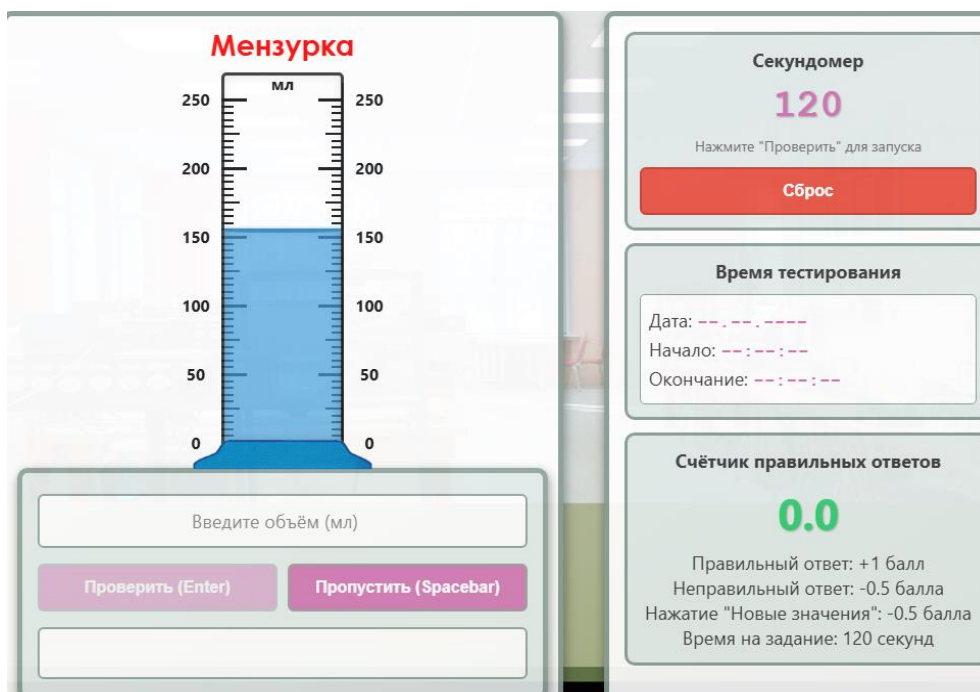 Мензурка
мл
250 250
200 200
150 150
100 100
50 50
0 0
Введите объём (мл)
Проверить (Enter) Пропустить (Spacebar)
Секундомер
120
Нажмите "Проверить" для запуска
Сброс
Время тестирования
Дата: --.--.----
Начало: --:--:--
Окончание: --:--:--
Счётчик правильных ответов
0.0
Правильный ответ: +1 балл
Неправильный ответ: -0.5 балла
Нажатие "Новые значения": -0.5 балла
Время на задание: 120 секунд